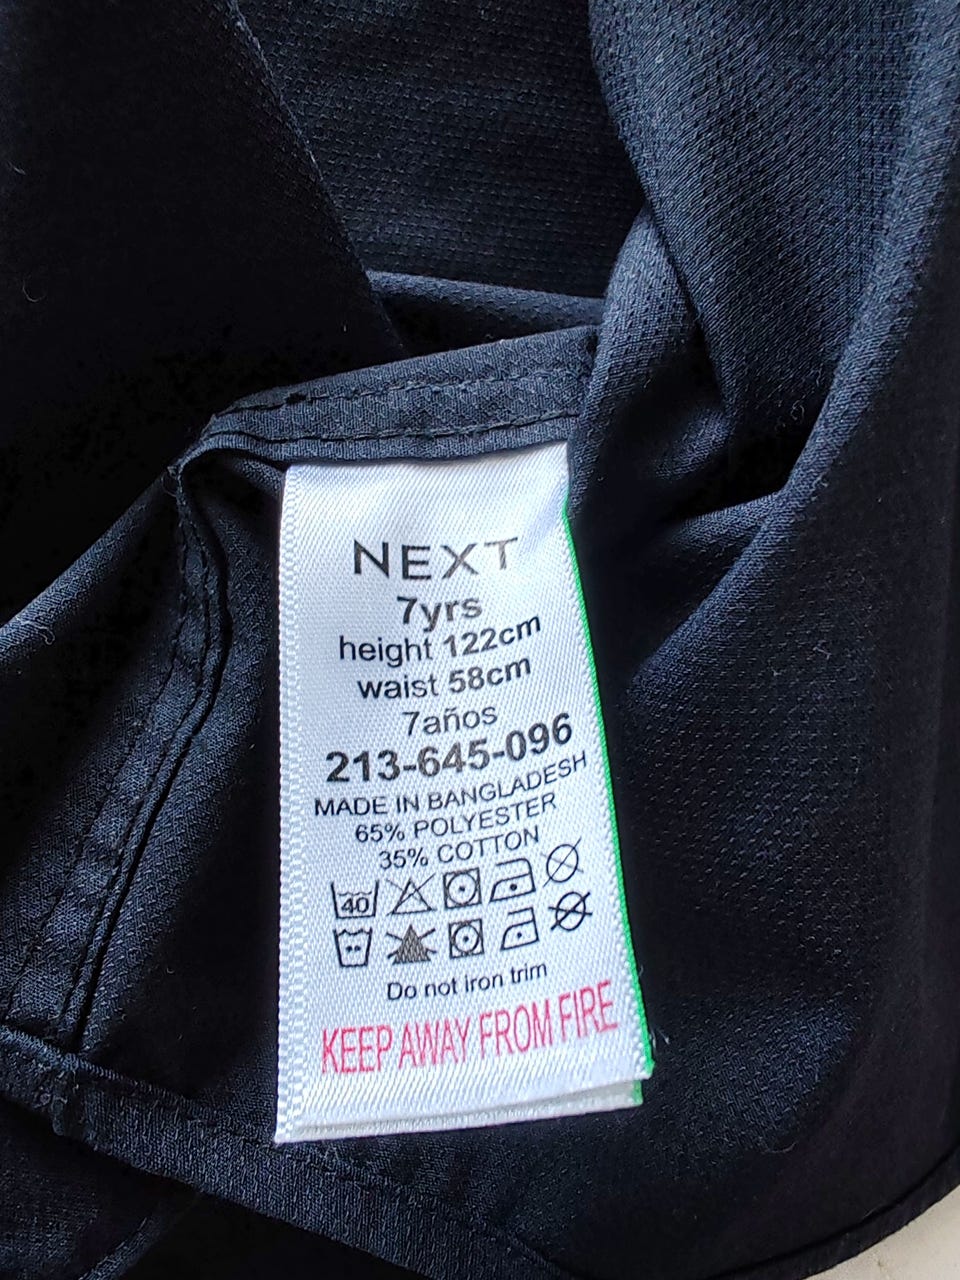 NEXT
7yrs
height 122cm
waist 58cm
7años
213-645-096
MADE IN BANGLADESH
65% POLYESTER
35% COTTON
40
Do not iron trim
KEEP AWAY FROM FIRE